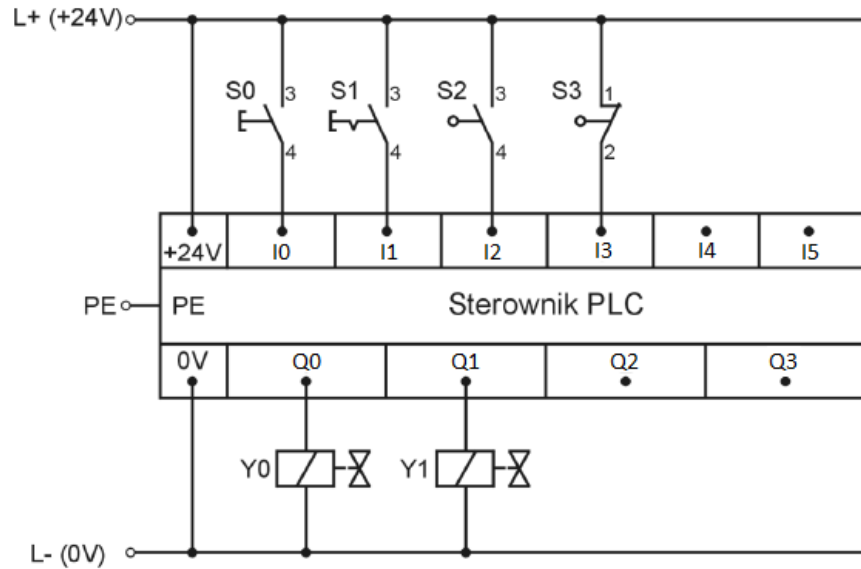 L+ (+24V)
S0 3 4
S1 3 4
S2 3 4
S3 1 2
+24V I0 I1 I2 I3 I4 I5
PE PE Sterownik PLC
0V Q0 Q1 Q2 Q3
Y0 Y1
L- (0V)